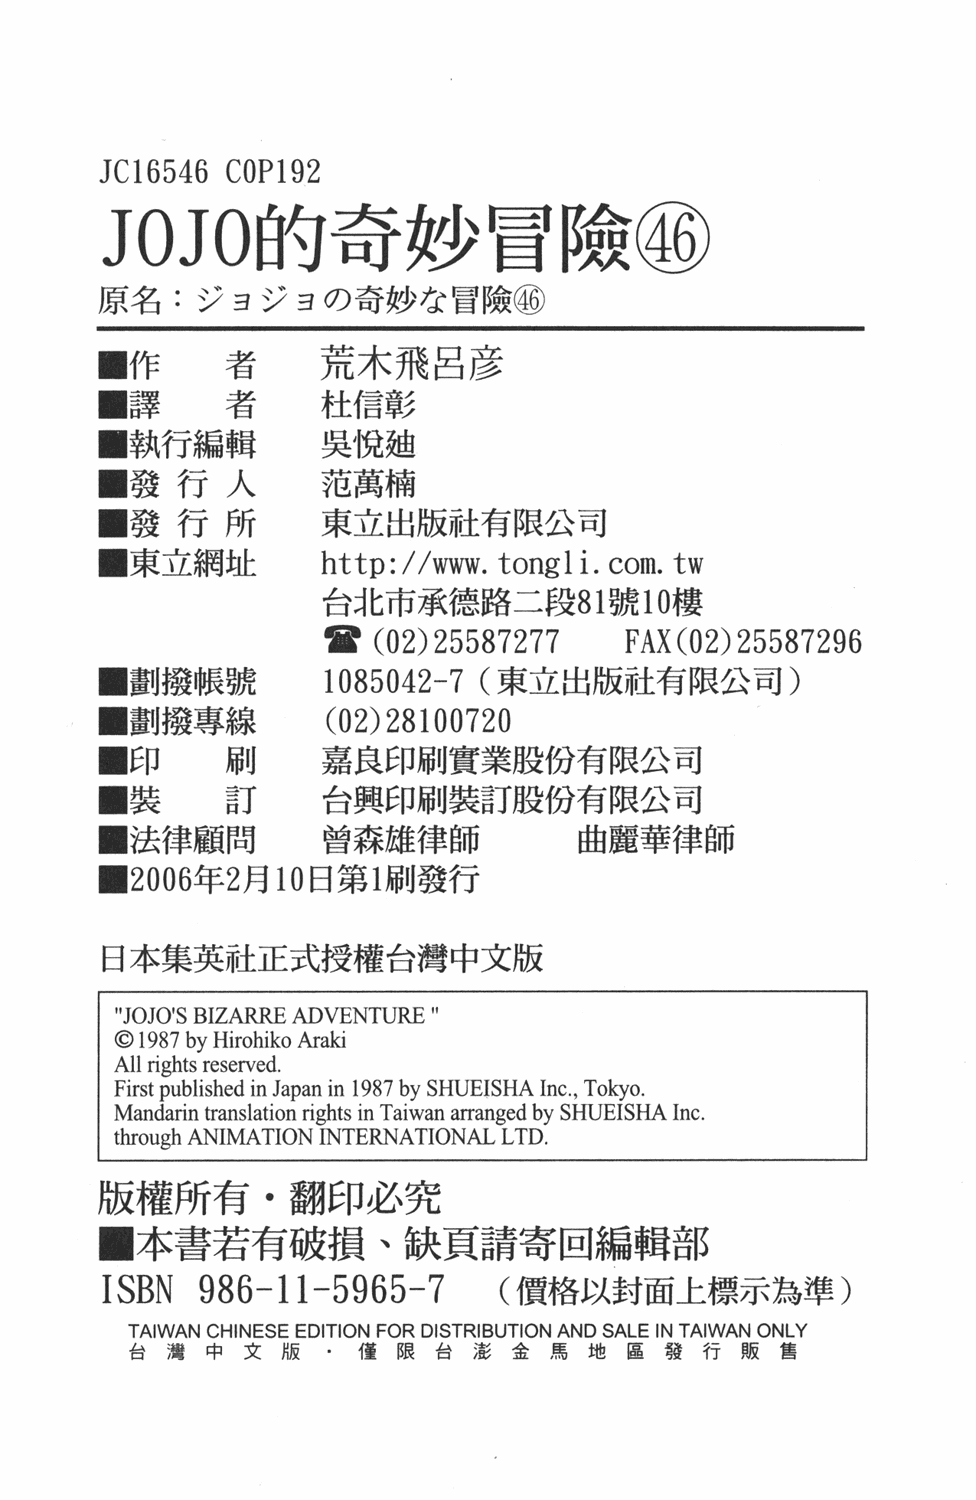 JC16546 COP192
JOJO的奇妙冒險㊻
原名：ジョジョの奇妙な冒險㊻
■作者 荒木飛呂彦
■譯者 杜信彰
■執行編輯 吳悅廸
■發行人 范萬楠
■發行所 東立出版社有限公司
■東立網址 http://www.tongli.com.tw
台北市承德路二段81號10樓
☎(02)25587277 FAX(02)25587296
■劃撥帳號 1085042-7（東立出版社有限公司）
■劃撥專線 (02)28100720
■印刷 嘉良印刷實業股份有限公司
■裝訂 台興印刷裝訂股份有限公司
■法律顧問 曾森雄律師 曲麗華律師
■2006年2月10日第1刷發行
日本集英社正式授權台灣中文版
"JOJO'S BIZARRE ADVENTURE "
©1987 by Hirohiko Araki
All rights reserved.
First published in Japan in 1987 by SHUEISHA Inc., Tokyo.
Mandarin translation rights in Taiwan arranged by SHUEISHA Inc.
through ANIMATION INTERNATIONAL LTD.
版權所有・翻印必究
■本書若有破損、缺頁請寄回編輯部
ISBN 986-11-5965-7 （價格以封面上標示為準）
TAIWAN CHINESE EDITION FOR DISTRIBUTION AND SALE IN TAIWAN ONLY
台灣中文版・僅限台澎金馬地區發行販售